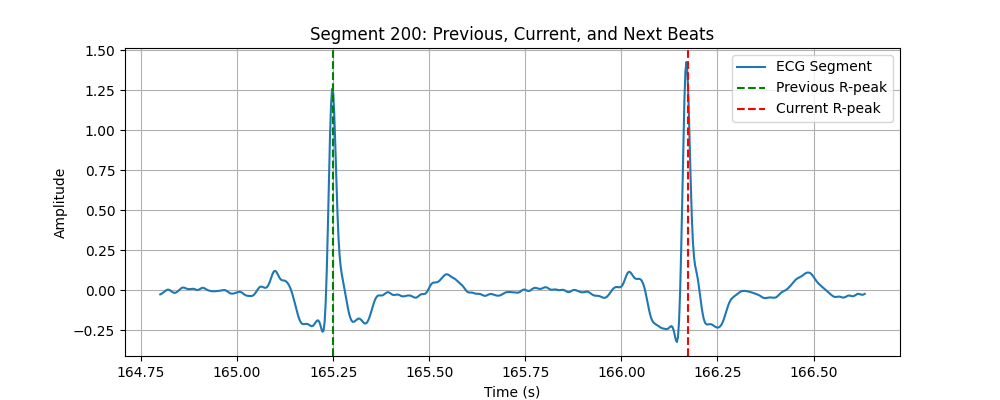 Segment 200: Previous, Current, and Next Beats
1.50
1.25
1.00
0.75
0.50
0.25
0.00
−0.25
Amplitude
ECG Segment
Previous R-peak
Current R-peak
164.75 165.00 165.25 165.50 165.75 166.00 166.25 166.50
Time (s)